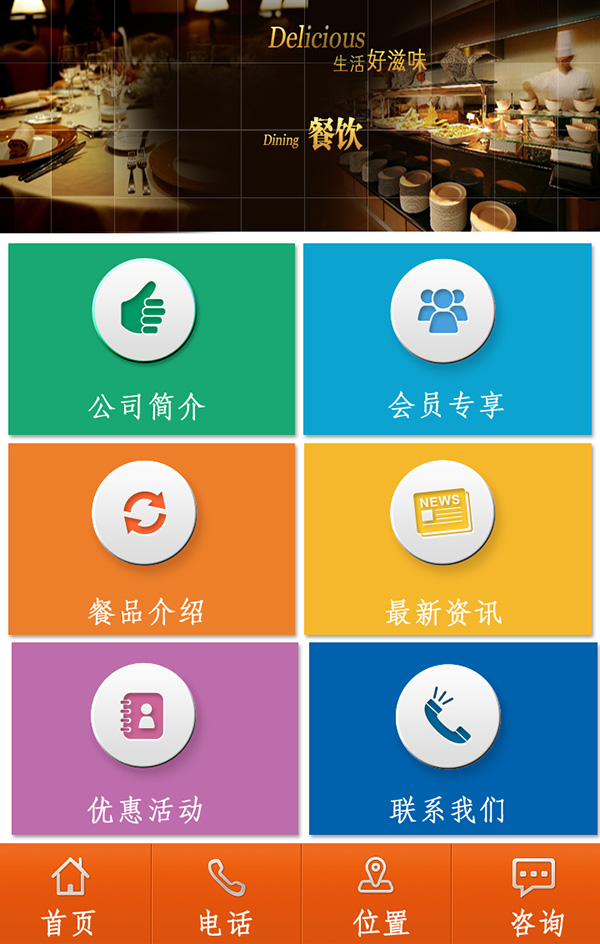 Delicious
生活好滋味
Dining 餐饮
公司简介
会员专享
餐品介绍
NEWS
最新资讯
优惠活动
联系我们
首页
电话
位置
咨询